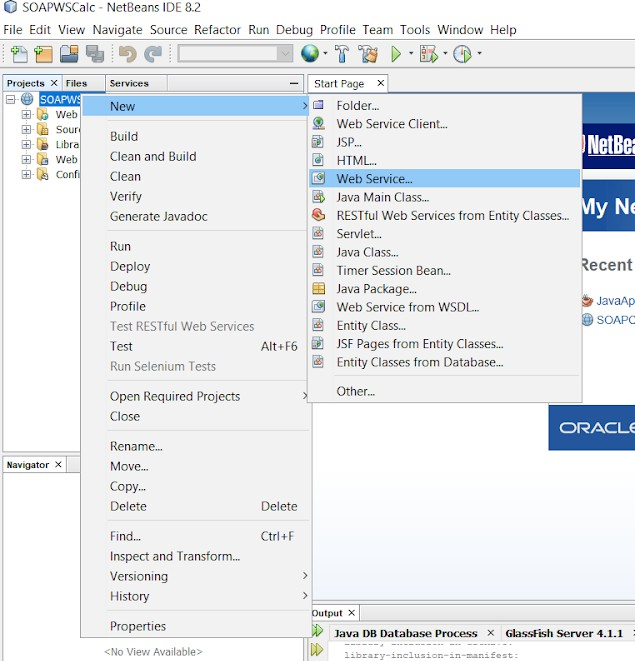 SOAPWSCalc - NetBeans IDE 8.2
File Edit View Navigate Source Refactor Run Debug Profile Team Tools Window Help
Projects Files Services Start Page
SOAPWS
Web
Sour
Libra
Web
Confi
New
Build
Clean and Build
Clean
Verify
Generate Javadoc
Run
Deploy
Debug
Profile
Test RESTful Web Services
Test Alt+F6
Run Selenium Tests
Open Required Projects
Close
Rename...
Move...
Copy...
Delete Delete
Find... Ctrl+F
Inspect and Transform...
Versioning
History
Properties
Folder...
Web Service Client...
JSP...
HTML...
Web Service...
Java Main Class...
RESTful Web Services from Entity Classes...
Servlet...
Java Class...
Timer Session Bean...
Java Package...
Web Service from WSDL...
Entity Class...
JSF Pages from Entity Classes...
Entity Classes from Database...
Other...
NetBea
My Ne
Recent
JavaAp
SOAPC
ORACLE
Navigator
<No View Available>
Output
Java DB Database Process GlassFish Server 4.1.1
library-inclusion-in-manifest: